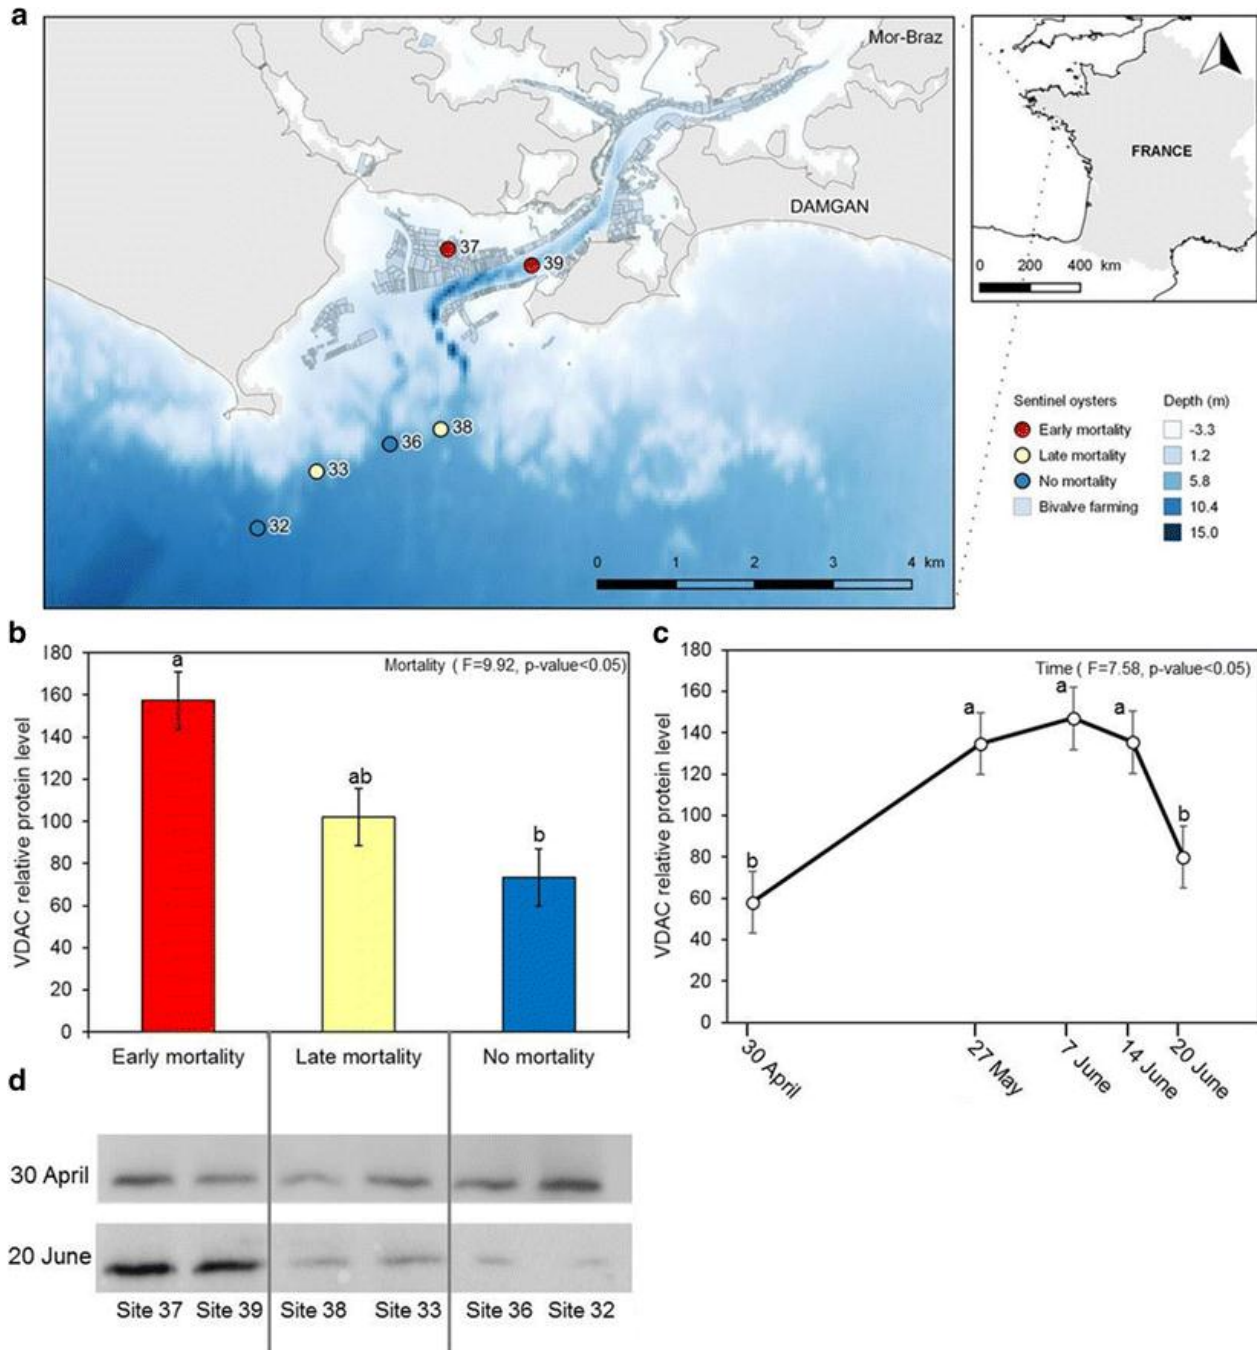 a
Mor-Braz
FRANCE
DAMGAN
37
39
0 200 400 km
38
36
33
32
0 1 2 3 4 km
Sentinel oysters
Early mortality
Late mortality
No mortality
Bivalve farming
Depth (m)
-3.3
1.2
5.8
10.4
15.0
b
VDAC relative protein level
180
160
140
120
100
80
60
40
20
0
Mortality ( F=9.92, p-value<0.05)
a
ab
b
Early mortality Late mortality No mortality
c
VDAC relative protein level
180
160
140
120
100
80
60
40
20
0
Time ( F=7.58, p-value<0.05)
b
a
a
a
b
30 April
27 May
7 June
14 June
20 June
d
30 April
20 June
Site 37 Site 39 Site 38 Site 33 Site 36 Site 32